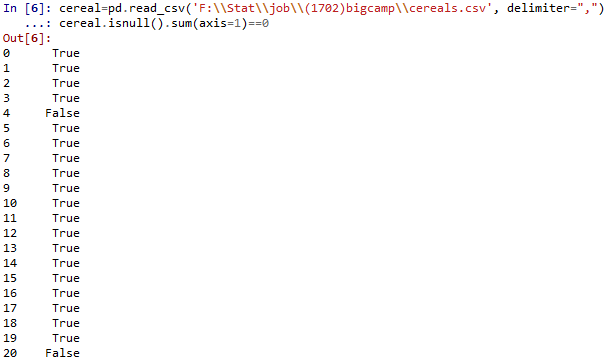 In [6]: cereal=pd.read_csv('F:\\Stat\\job\\(1702)bigcamp\\cereals.csv', delimiter=",")
   ...: cereal.isnull().sum(axis=1)==0
Out[6]:
0      True
1      True
2      True
3      True
4     False
5      True
6      True
7      True
8      True
9      True
10     True
11     True
12     True
13     True
14     True
15     True
16     True
17     True
18     True
19     True
20    False